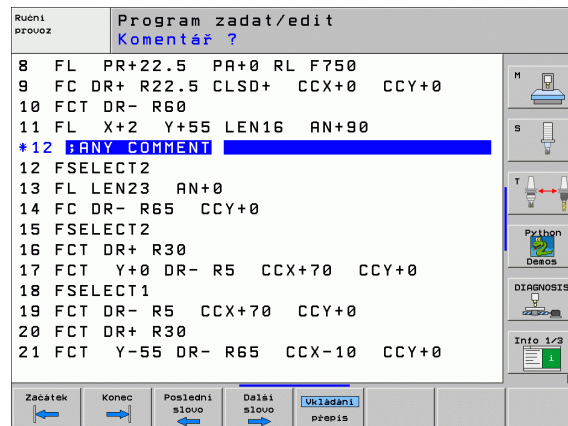 Ruční
provoz
Program zadat/edit
Komentář ?
8 FL PR+22.5 PA+0 RL F750
9 FC DR+ R22.5 CLSD+ CCX+0 CCY+0
10 FCT DR- R60
11 FL X+2 Y+55 LEN16 AN+90
*12 ;ANY COMMENT
12 FSELECT2
13 FL LEN23 AN+0
14 FC DR- R65 CCY+0
15 FSELECT2
16 FCT DR+ R30
17 FCT Y+0 DR- R5 CCX+70 CCY+0
18 FSELECT1
19 FCT DR- R5 CCX+70 CCY+0
20 FCT DR+ R30
21 FCT Y-55 DR- R65 CCX-10 CCY+0
M
S
T
Python
Demos
DIAGNOSIS
Info 1/3
i
Začátek
Konec
Poslední
slovo
Další
slovo
Vkládání
přepis